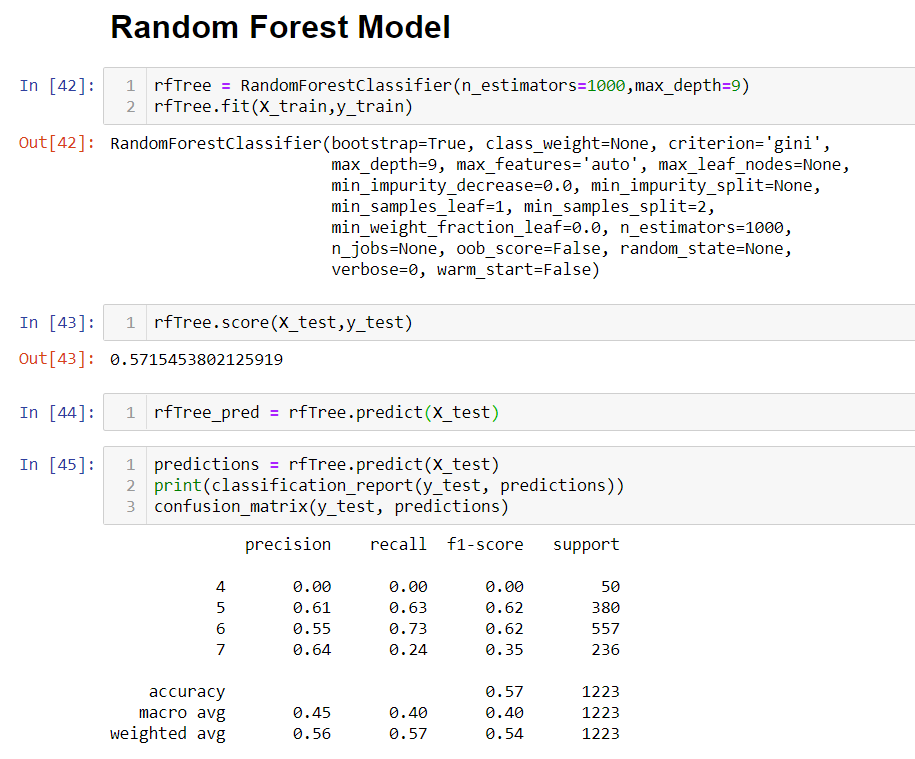 Random Forest Model
In [42]: 1 rfTree = RandomForestClassifier(n_estimators=1000,max_depth=9)
2 rfTree.fit(X_train,y_train)
Out[42]: RandomForestClassifier(bootstrap=True, class_weight=None, criterion='gini',
max_depth=9, max_features='auto', max_leaf_nodes=None,
min_impurity_decrease=0.0, min_impurity_split=None,
min_samples_leaf=1, min_samples_split=2,
min_weight_fraction_leaf=0.0, n_estimators=1000,
n_jobs=None, oob_score=False, random_state=None,
verbose=0, warm_start=False)
In [43]: 1 rfTree.score(X_test,y_test)
Out[43]: 0.5715453802125919
In [44]: 1 rfTree_pred = rfTree.predict(X_test)
In [45]: 1 predictions = rfTree.predict(X_test)
2 print(classification_report(y_test, predictions))
3 confusion_matrix(y_test, predictions)
precision recall f1-score support
4 0.00 0.00 0.00 50
5 0.61 0.63 0.62 380
6 0.55 0.73 0.62 557
7 0.64 0.24 0.35 236
accuracy 0.57 1223
macro avg 0.45 0.40 0.40 1223
weighted avg 0.56 0.57 0.54 1223